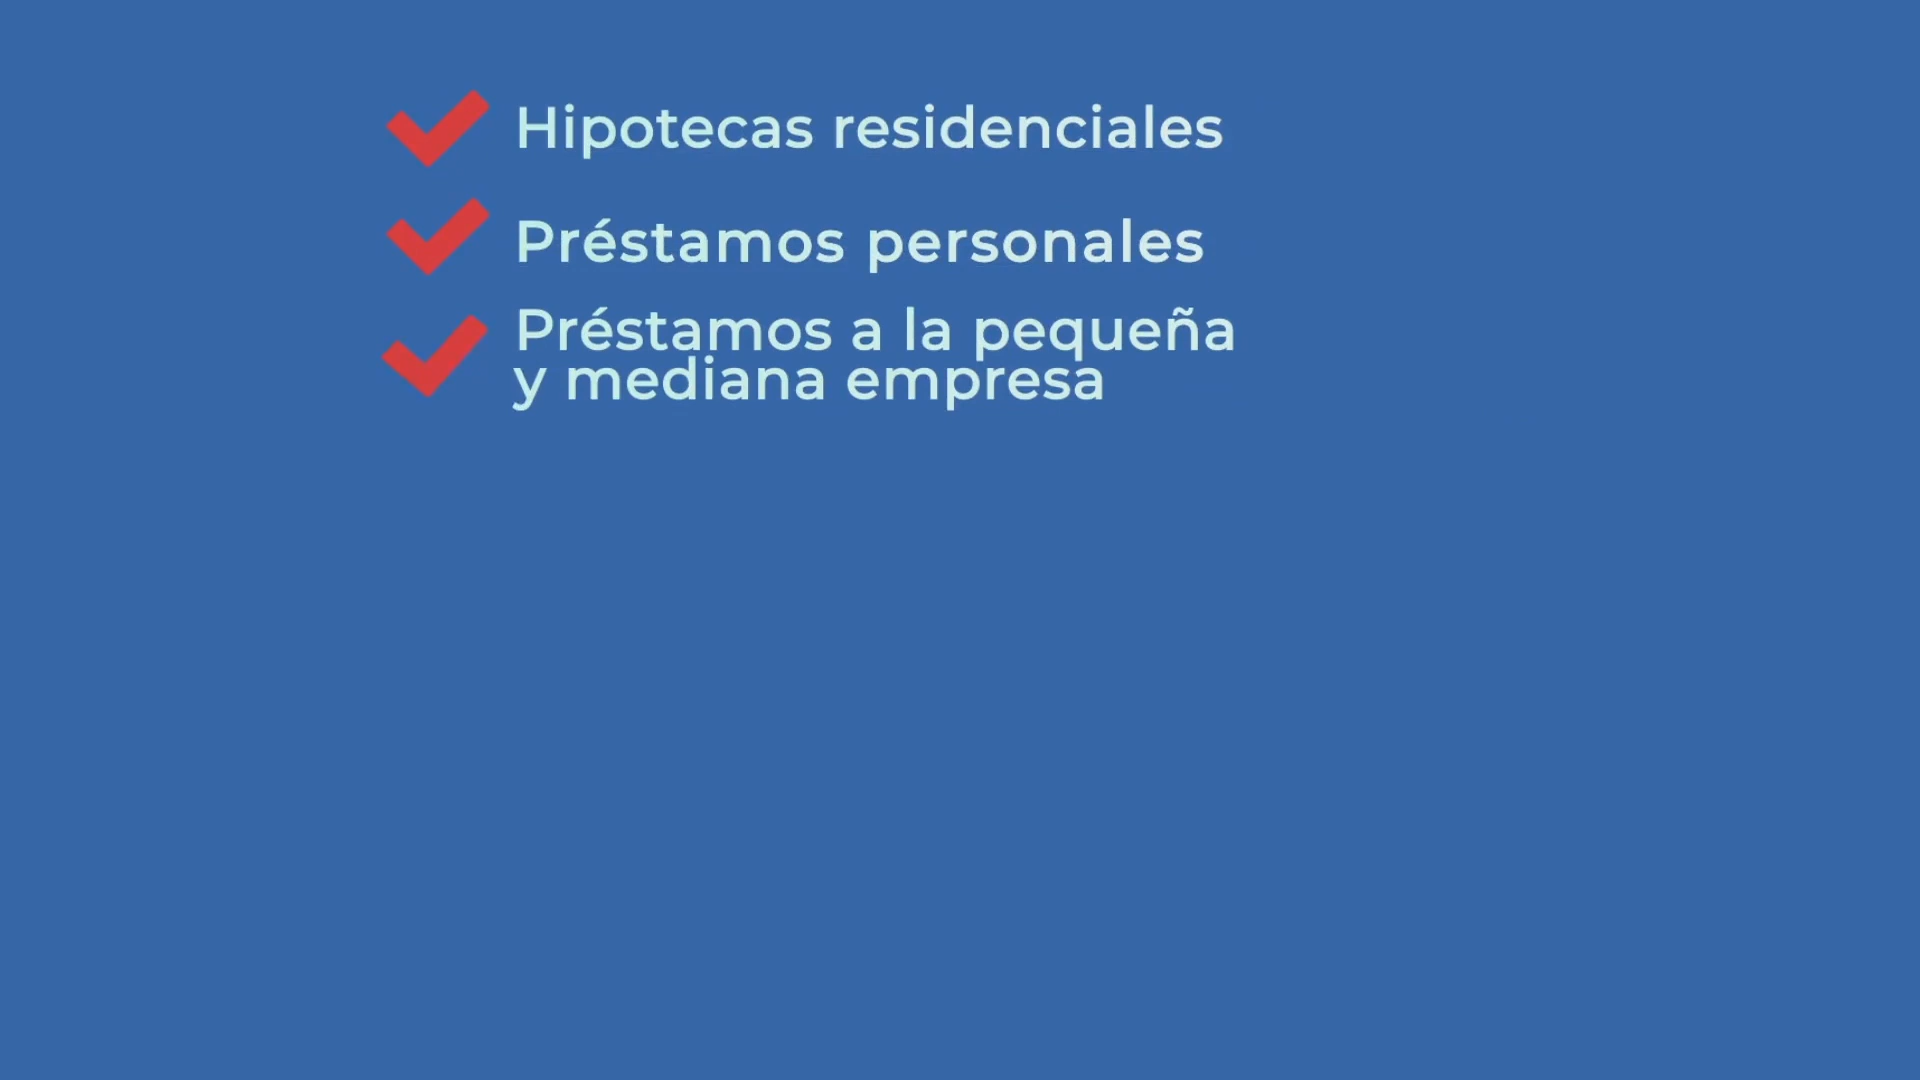 Hipotecas residenciales
Préstamos personales
Préstamos a la pequeña
y mediana empresa